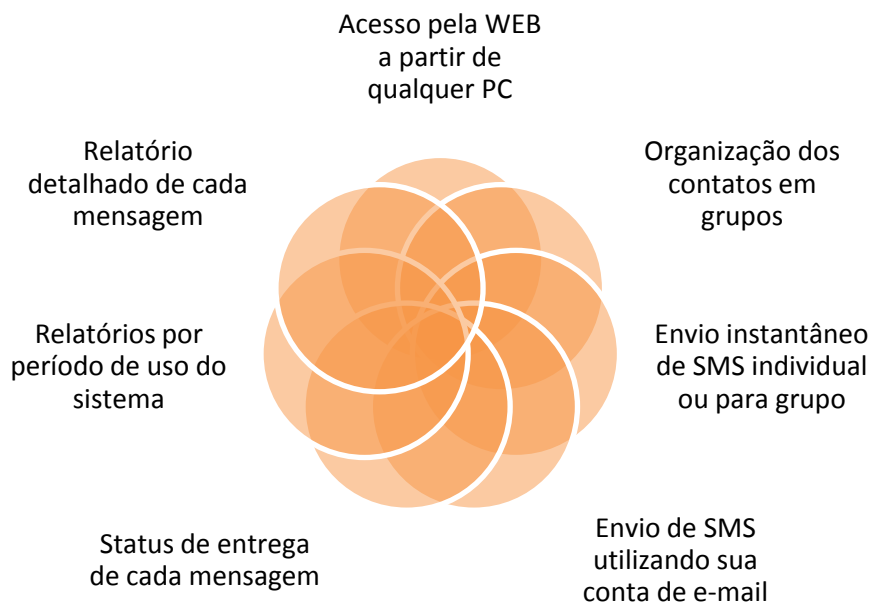 Acesso pela WEB
a partir de
qualquer PC
Organização dos
contatos em
grupos
Envio instantâneo
de SMS individual
ou para grupo
Envio de SMS
utilizando sua
conta de e-mail
Status de entrega
de cada mensagem
Relatórios por
período de uso do
sistema
Relatório
detalhado de cada
mensagem